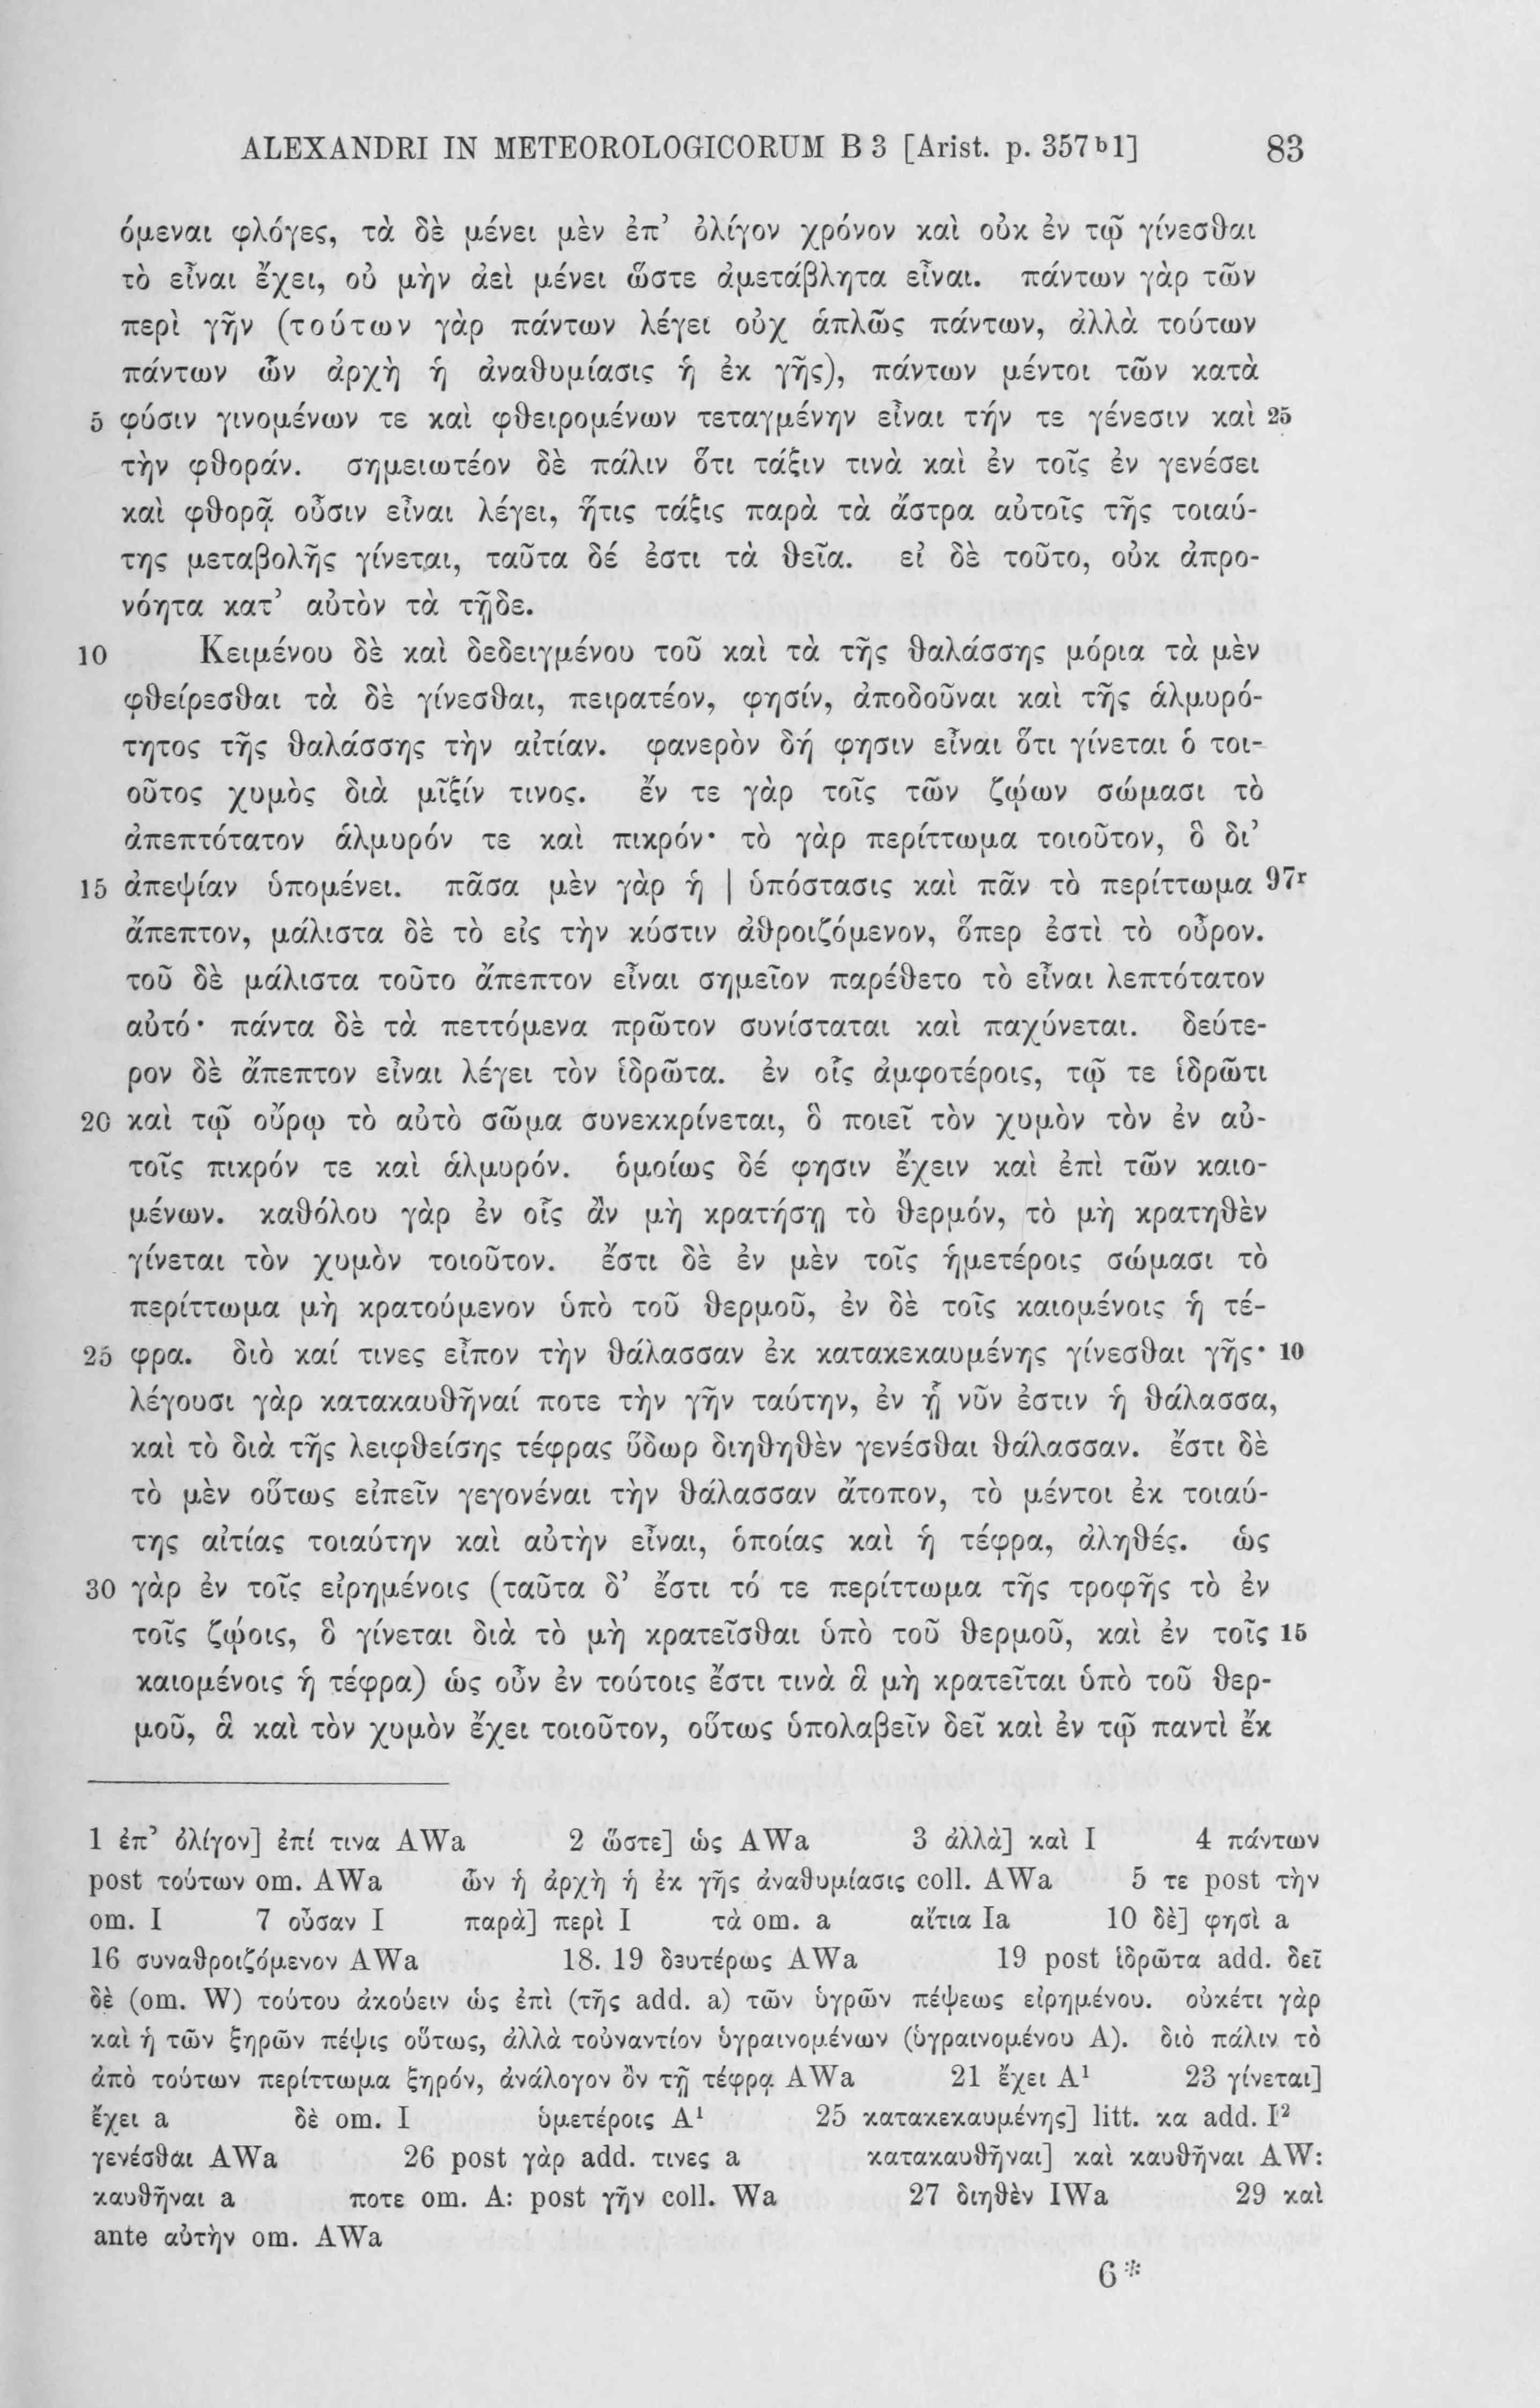 ALEXANDRI IN METEOROLOGICORUM B 3 [Arist. p. 357ᵇ1] 83
όμεναι φλόγες, τὰ δὲ μένει μὲν ἐπ’ ὀλίγον χρόνον καὶ οὐκ ἐν τῷ γίνεσθαι
τὸ εἶναι ἔχει, οὐ μὴν ἀεὶ μένει ὥστε ἀμετάβλητα εἶναι. πάντων γὰρ τῶν
περὶ γῆν (τούτων γὰρ πάντων λέγει οὐχ ἁπλῶς πάντων, ἀλλὰ τούτων
πάντων ὧν ἀρχὴ ἡ ἀναθυμίασις ἡ ἐκ γῆς), πάντων μέντοι τῶν κατὰ
5 φύσιν γινομένων τε καὶ φθειρομένων τεταγμένην εἶναι τήν τε γένεσιν καὶ 25
τὴν φθοράν. σημειωτέον δὲ πάλιν ὅτι τάξιν τινὰ καὶ ἐν τοῖς ἐν γενέσει
καὶ φθορᾷ οὖσιν εἶναι λέγει, ἥτις τάξις παρὰ τὰ ἄστρα αὐτοῖς τῆς τοιαύ-
της μεταβολῆς γίνεται, ταῦτα δέ ἐστι τὰ θεῖα. εἰ δὲ τοῦτο, οὐκ ἀπρο-
νόητα κατ’ αὐτὸν τὰ τῇδε.
10 Κειμένου δὲ καὶ δεδειγμένου τοῦ καὶ τὰ τῆς θαλάσσης μόρια τὰ μὲν
φθείρεσθαι τὰ δὲ γίνεσθαι, πειρατέον, φησίν, ἀποδοῦναι καὶ τῆς ἁλμυρό-
τητος τῆς θαλάσσης τὴν αἰτίαν. φανερὸν δή φησιν εἶναι ὅτι γίνεται ὁ τοι-
οῦτος χυμὸς διὰ μῖξίν τινος. ἔν τε γὰρ τοῖς τῶν ζῴων σώμασι τὸ
ἀπεπτότατον ἁλμυρόν τε καὶ πικρόν· τὸ γὰρ περίττωμα τοιοῦτον, ὃ δι’
15 ἀπεψίαν ὑπομένει. πᾶσα μὲν γὰρ ἡ | ὑπόστασις καὶ πᾶν τὸ περίττωμα 97ʳ
ἄπεπτον, μάλιστα δὲ τὸ εἰς τὴν κύστιν ἀθροιζόμενον, ὅπερ ἐστὶ τὸ οὖρον.
τοῦ δὲ μάλιστα τοῦτο ἄπεπτον εἶναι σημεῖον παρέθετο τὸ εἶναι λεπτότατον
αὐτό· πάντα δὲ τὰ πεττόμενα πρῶτον συνίσταται καὶ παχύνεται. δεύτε-
ρον δὲ ἄπεπτον εἶναι λέγει τὸν ἱδρῶτα. ἐν οἷς ἀμφοτέροις, τῷ τε ἱδρῶτι
20 καὶ τῷ οὔρῳ τὸ αὐτὸ σῶμα συνεκκρίνεται, ὃ ποιεῖ τὸν χυμὸν τὸν ἐν αὐ-
τοῖς πικρόν τε καὶ ἁλμυρόν. ὁμοίως δέ φησιν ἔχειν καὶ ἐπὶ τῶν καιο-
μένων. καθόλου γὰρ ἐν οἷς ἂν μὴ κρατήσῃ τὸ θερμόν, τὸ μὴ κρατηθὲν
γίνεται τὸν χυμὸν τοιοῦτον. ἔστι δὲ ἐν μὲν τοῖς ἡμετέροις σώμασι τὸ
περίττωμα μὴ κρατούμενον ὑπὸ τοῦ θερμοῦ, ἐν δὲ τοῖς καιομένοις ἡ τέ-
25 φρα. διὸ καί τινες εἶπον τὴν θάλασσαν ἐκ κατακεκαυμένης γίνεσθαι γῆς· 10
λέγουσι γὰρ κατακαυθῆναί ποτε τὴν γῆν ταύτην, ἐν ᾗ νῦν ἐστιν ἡ θάλασσα,
καὶ τὸ διὰ τῆς λειφθείσης τέφρας ὕδωρ διηθηθὲν γενέσθαι θάλασσαν. ἔστι δὲ
τὸ μὲν οὕτως εἰπεῖν γεγονέναι τὴν θάλασσαν ἄτοπον, τὸ μέντοι ἐκ τοιαύ-
της αἰτίας τοιαύτην καὶ αὐτὴν εἶναι, ὁποίας καὶ ἡ τέφρα, ἀληθές. ὡς
30 γὰρ ἐν τοῖς εἰρημένοις (ταῦτα δ’ ἔστι τό τε περίττωμα τῆς τροφῆς τὸ ἐν
τοῖς ζῴοις, ὃ γίνεται διὰ τὸ μὴ κρατεῖσθαι ὑπὸ τοῦ θερμοῦ, καὶ ἐν τοῖς 15
καιομένοις ἡ τέφρα) ὡς οὖν ἐν τούτοις ἔστι τινὰ ἃ μὴ κρατεῖται ὑπὸ τοῦ θερ-
μοῦ, ἃ καὶ τὸν χυμὸν ἔχει τοιοῦτον, οὕτως ὑπολαβεῖν δεῖ καὶ ἐν τῷ παντὶ ἔκ
1 ἐπ’ ὀλίγον] ἐπί τινα AWa 2 ὥστε] ὡς AWa 3 ἀλλὰ] καὶ I 4 πάντων
post τούτων om. AWa ὧν ἡ ἀρχὴ ἡ ἐκ γῆς ἀναθυμίασις coll. AWa 5 τε post τὴν
om. I 7 οὖσαν I παρὰ] περὶ I τὰ om. a αἴτια Ia 10 δὲ] φησὶ a
16 συναθροιζόμενον AWa 18. 19 δευτέρως AWa 19 post ἱδρῶτα add. δεῖ
δὲ (om. W) τούτου ἀκούειν ὡς ἐπὶ (τῆς add. a) τῶν ὑγρῶν πέψεως εἰρημένου. οὐκέτι γὰρ
καὶ ἡ τῶν ξηρῶν πέψις οὕτως, ἀλλὰ τοὐναντίον ὑγραινομένων (ὑγραινομένου A). διὸ πάλιν τὸ
ἀπὸ τούτων περίττωμα ξηρόν, ἀνάλογον ὂν τῇ τέφρᾳ AWa 21 ἔχει A¹ 23 γίνεται]
ἔχει a δὲ om. I ὑμετέροις A¹ 25 κατακεκαυμένης] litt. κα add. I²
γενέσθαι AWa 26 post γὰρ add. τινες a κατακαυθῆναι] καὶ καυθῆναι AW:
καυθῆναι a ποτε om. A: post γῆν coll. Wa 27 διηθὲν IWa 29 καὶ
ante αὐτὴν om. AWa
6*